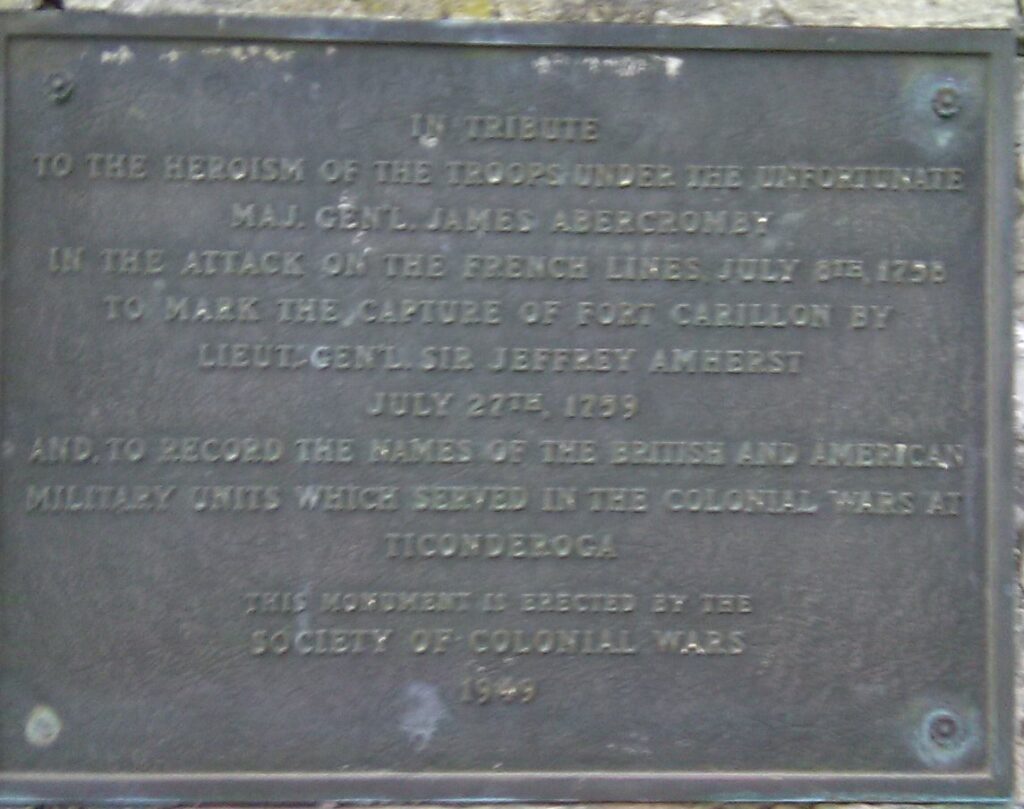 IN TRIBUTE
TO THE HEROISM OF THE TROOPS UNDER THE UNFORTUNATE
MAJ. GEN'L. JAMES ABERCROMBY
IN THE ATTACK ON THE FRENCH LINES, JULY 8TH, 1758
TO MARK THE CAPTURE OF FORT CARILLON BY
LIEUT. GEN'L. SIR JEFFREY AMHERST
JULY 27TH, 1759
AND, TO RECORD THE NAMES OF THE BRITISH AND AMERICAN
MILITARY UNITS WHICH SERVED IN THE COLONIAL WARS AT
TICONDEROGA
THIS MONUMENT IS ERECTED BY THE
SOCIETY OF COLONIAL WARS
1949